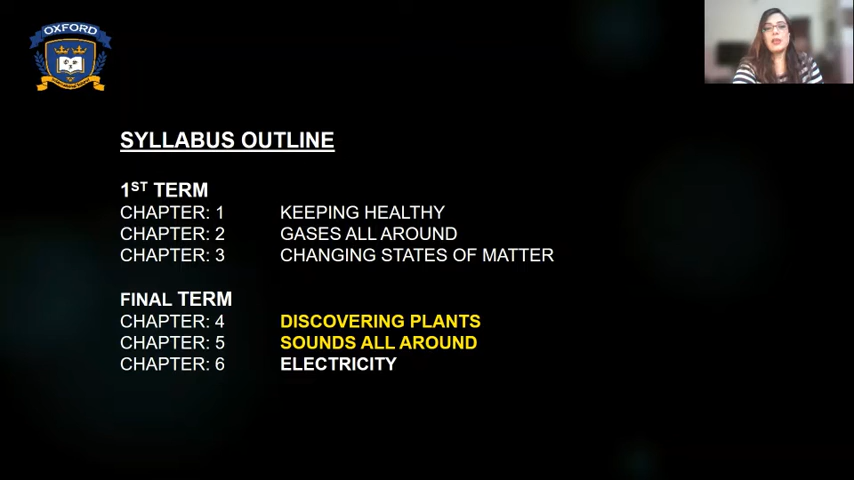 OXFORD
SYLLABUS OUTLINE
1ST TERM
CHAPTER: 1 KEEPING HEALTHY
CHAPTER: 2 GASES ALL AROUND
CHAPTER: 3 CHANGING STATES OF MATTER
FINAL TERM
CHAPTER: 4 DISCOVERING PLANTS
CHAPTER: 5 SOUNDS ALL AROUND
CHAPTER: 6 ELECTRICITY